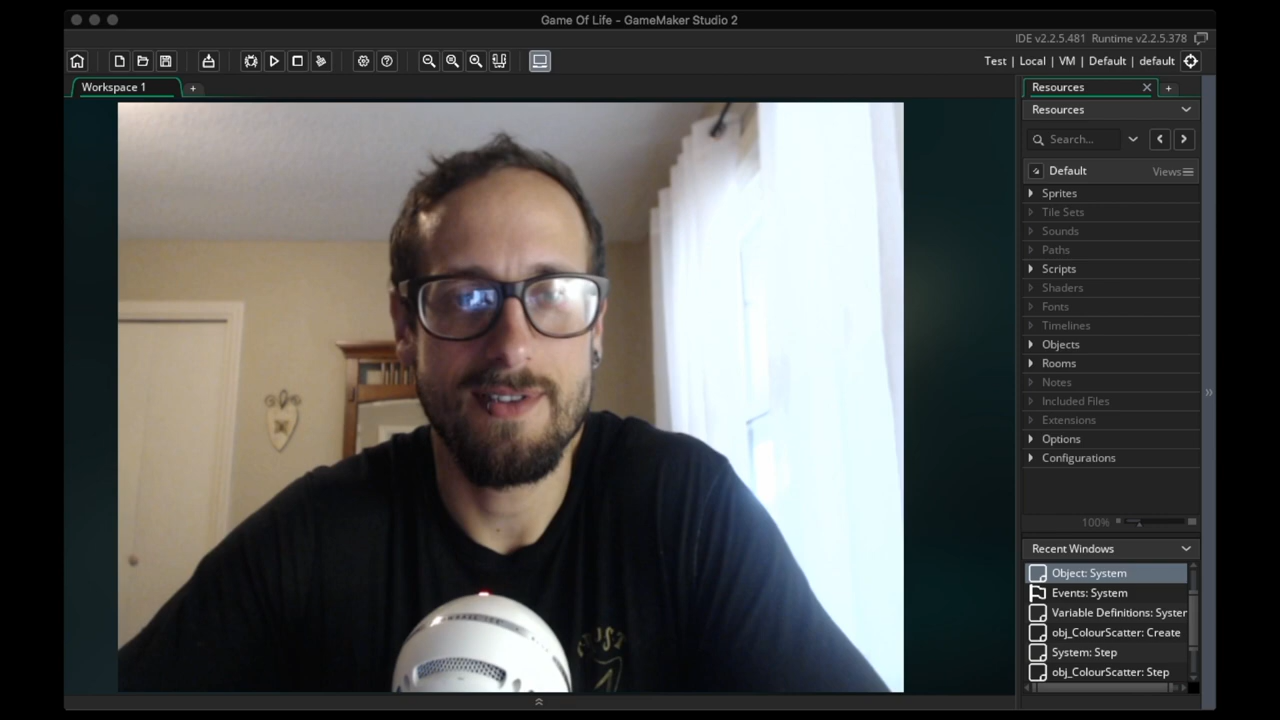 Game Of Life - GameMaker Studio 2
IDE v2.2.5.481 Runtime v2.2.5.378
Test | Local | VM | Default | default
Workspace 1
+
Resources
+
Resources
Search...
Default
Views
Sprites
Tile Sets
Sounds
Paths
Scripts
Shaders
Fonts
Timelines
Objects
Rooms
Notes
Included Files
Extensions
Options
Configurations
100%
Recent Windows
Object: System
Events: System
Variable Definitions: System
obj_ColourScatter: Create
System: Step
obj_ColourScatter: Step